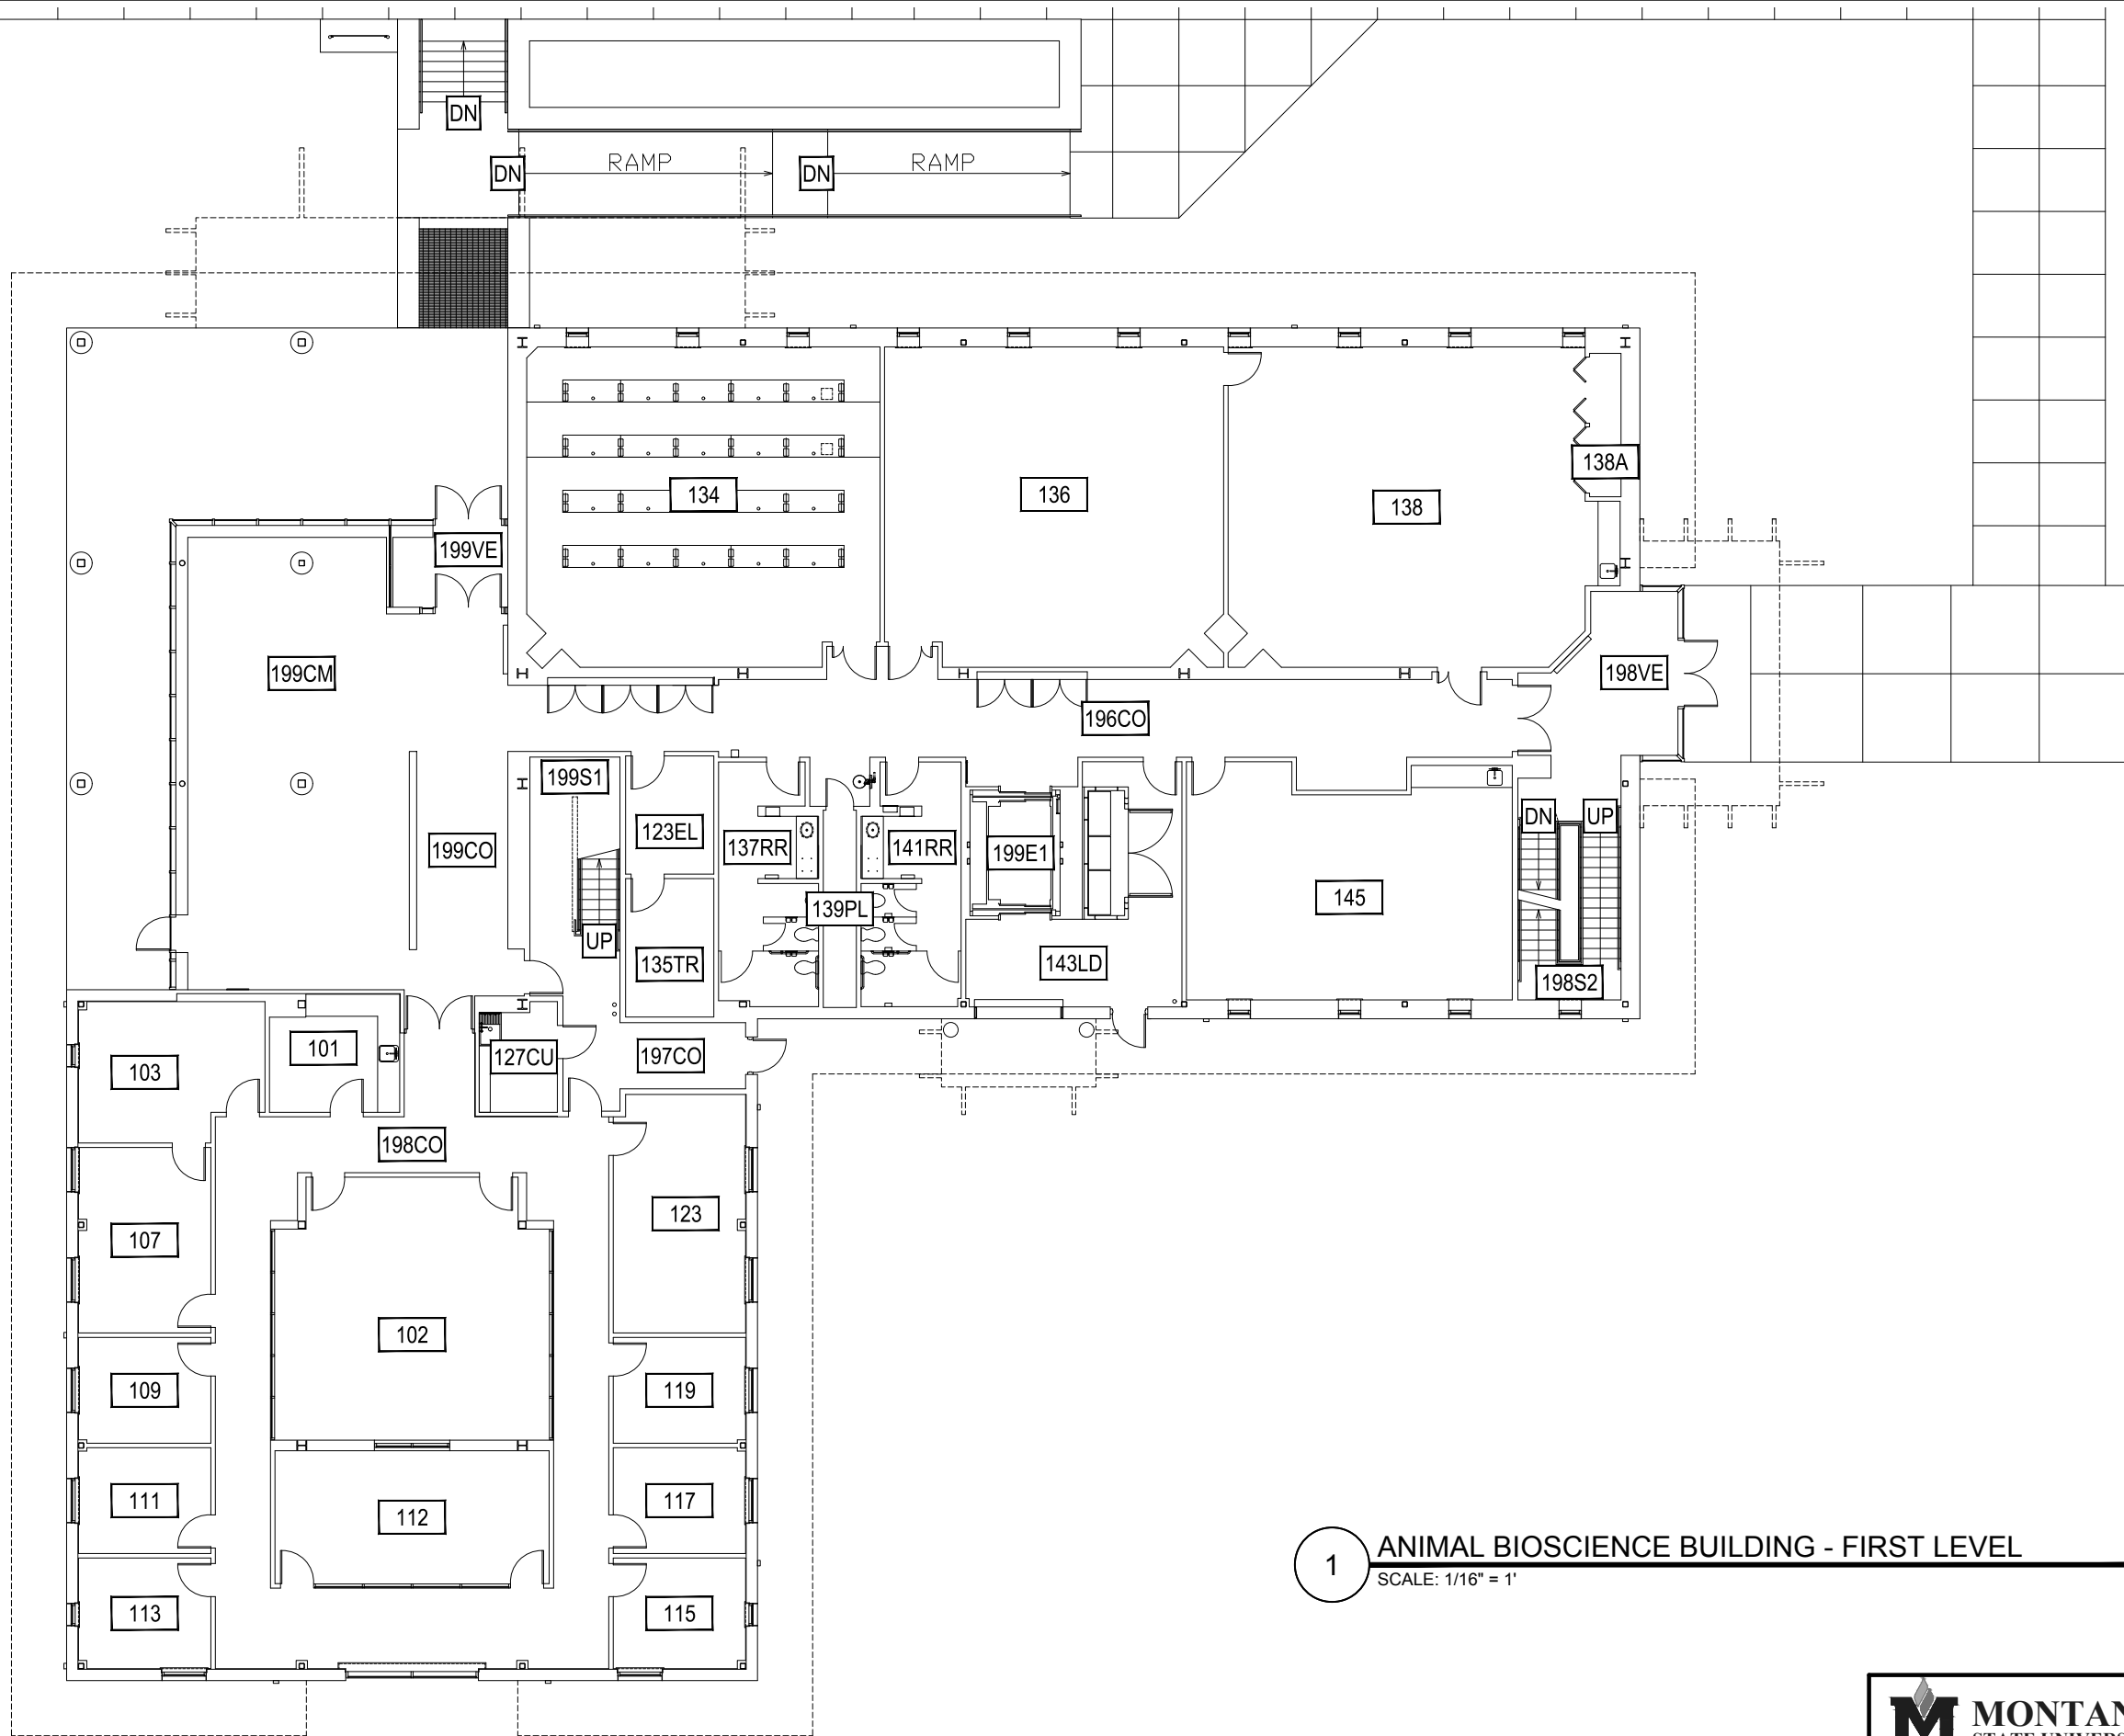 DN
DN
RAMP
DN
RAMP
138A
134
136
138
199VE
199CM
198VE
196CO
199S1
123EL
137RR
141RR
199E1
199CO
DN
UP
139PL
145
UP
135TR
143LD
198S2
103
101
127CU
197CO
198CO
107
123
102
109
119
111
117
112
113
115
1
ANIMAL BIOSCIENCE BUILDING - FIRST LEVEL
SCALE: 1/16" = 1'
M
MONTAN
STATE UNIVERS